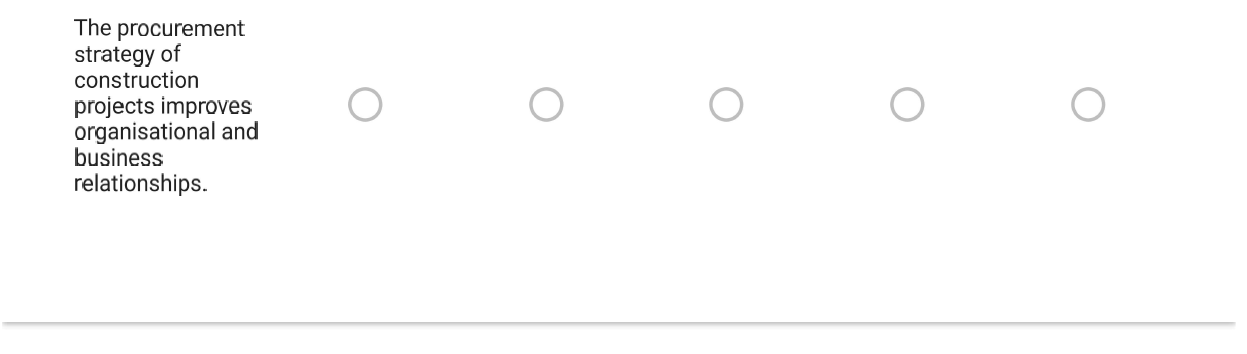 The procurement
strategy of
construction
projects improves
organisational and
business
relationships.